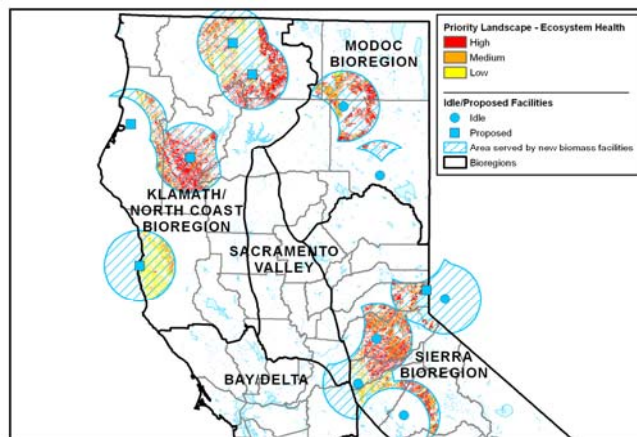 Priority Landscape - Ecosystem Health
High
Medium
Low
Idle/Proposed Facilities
Idle
Proposed
Area served by new biomass facilities
Bioregions
MODOC
BIOREGION
KLAMATH/
NORTH COAST
BIOREGION
SACRAMENTO
VALLEY
SIERRA
BIOREGION
BAY/DELTA